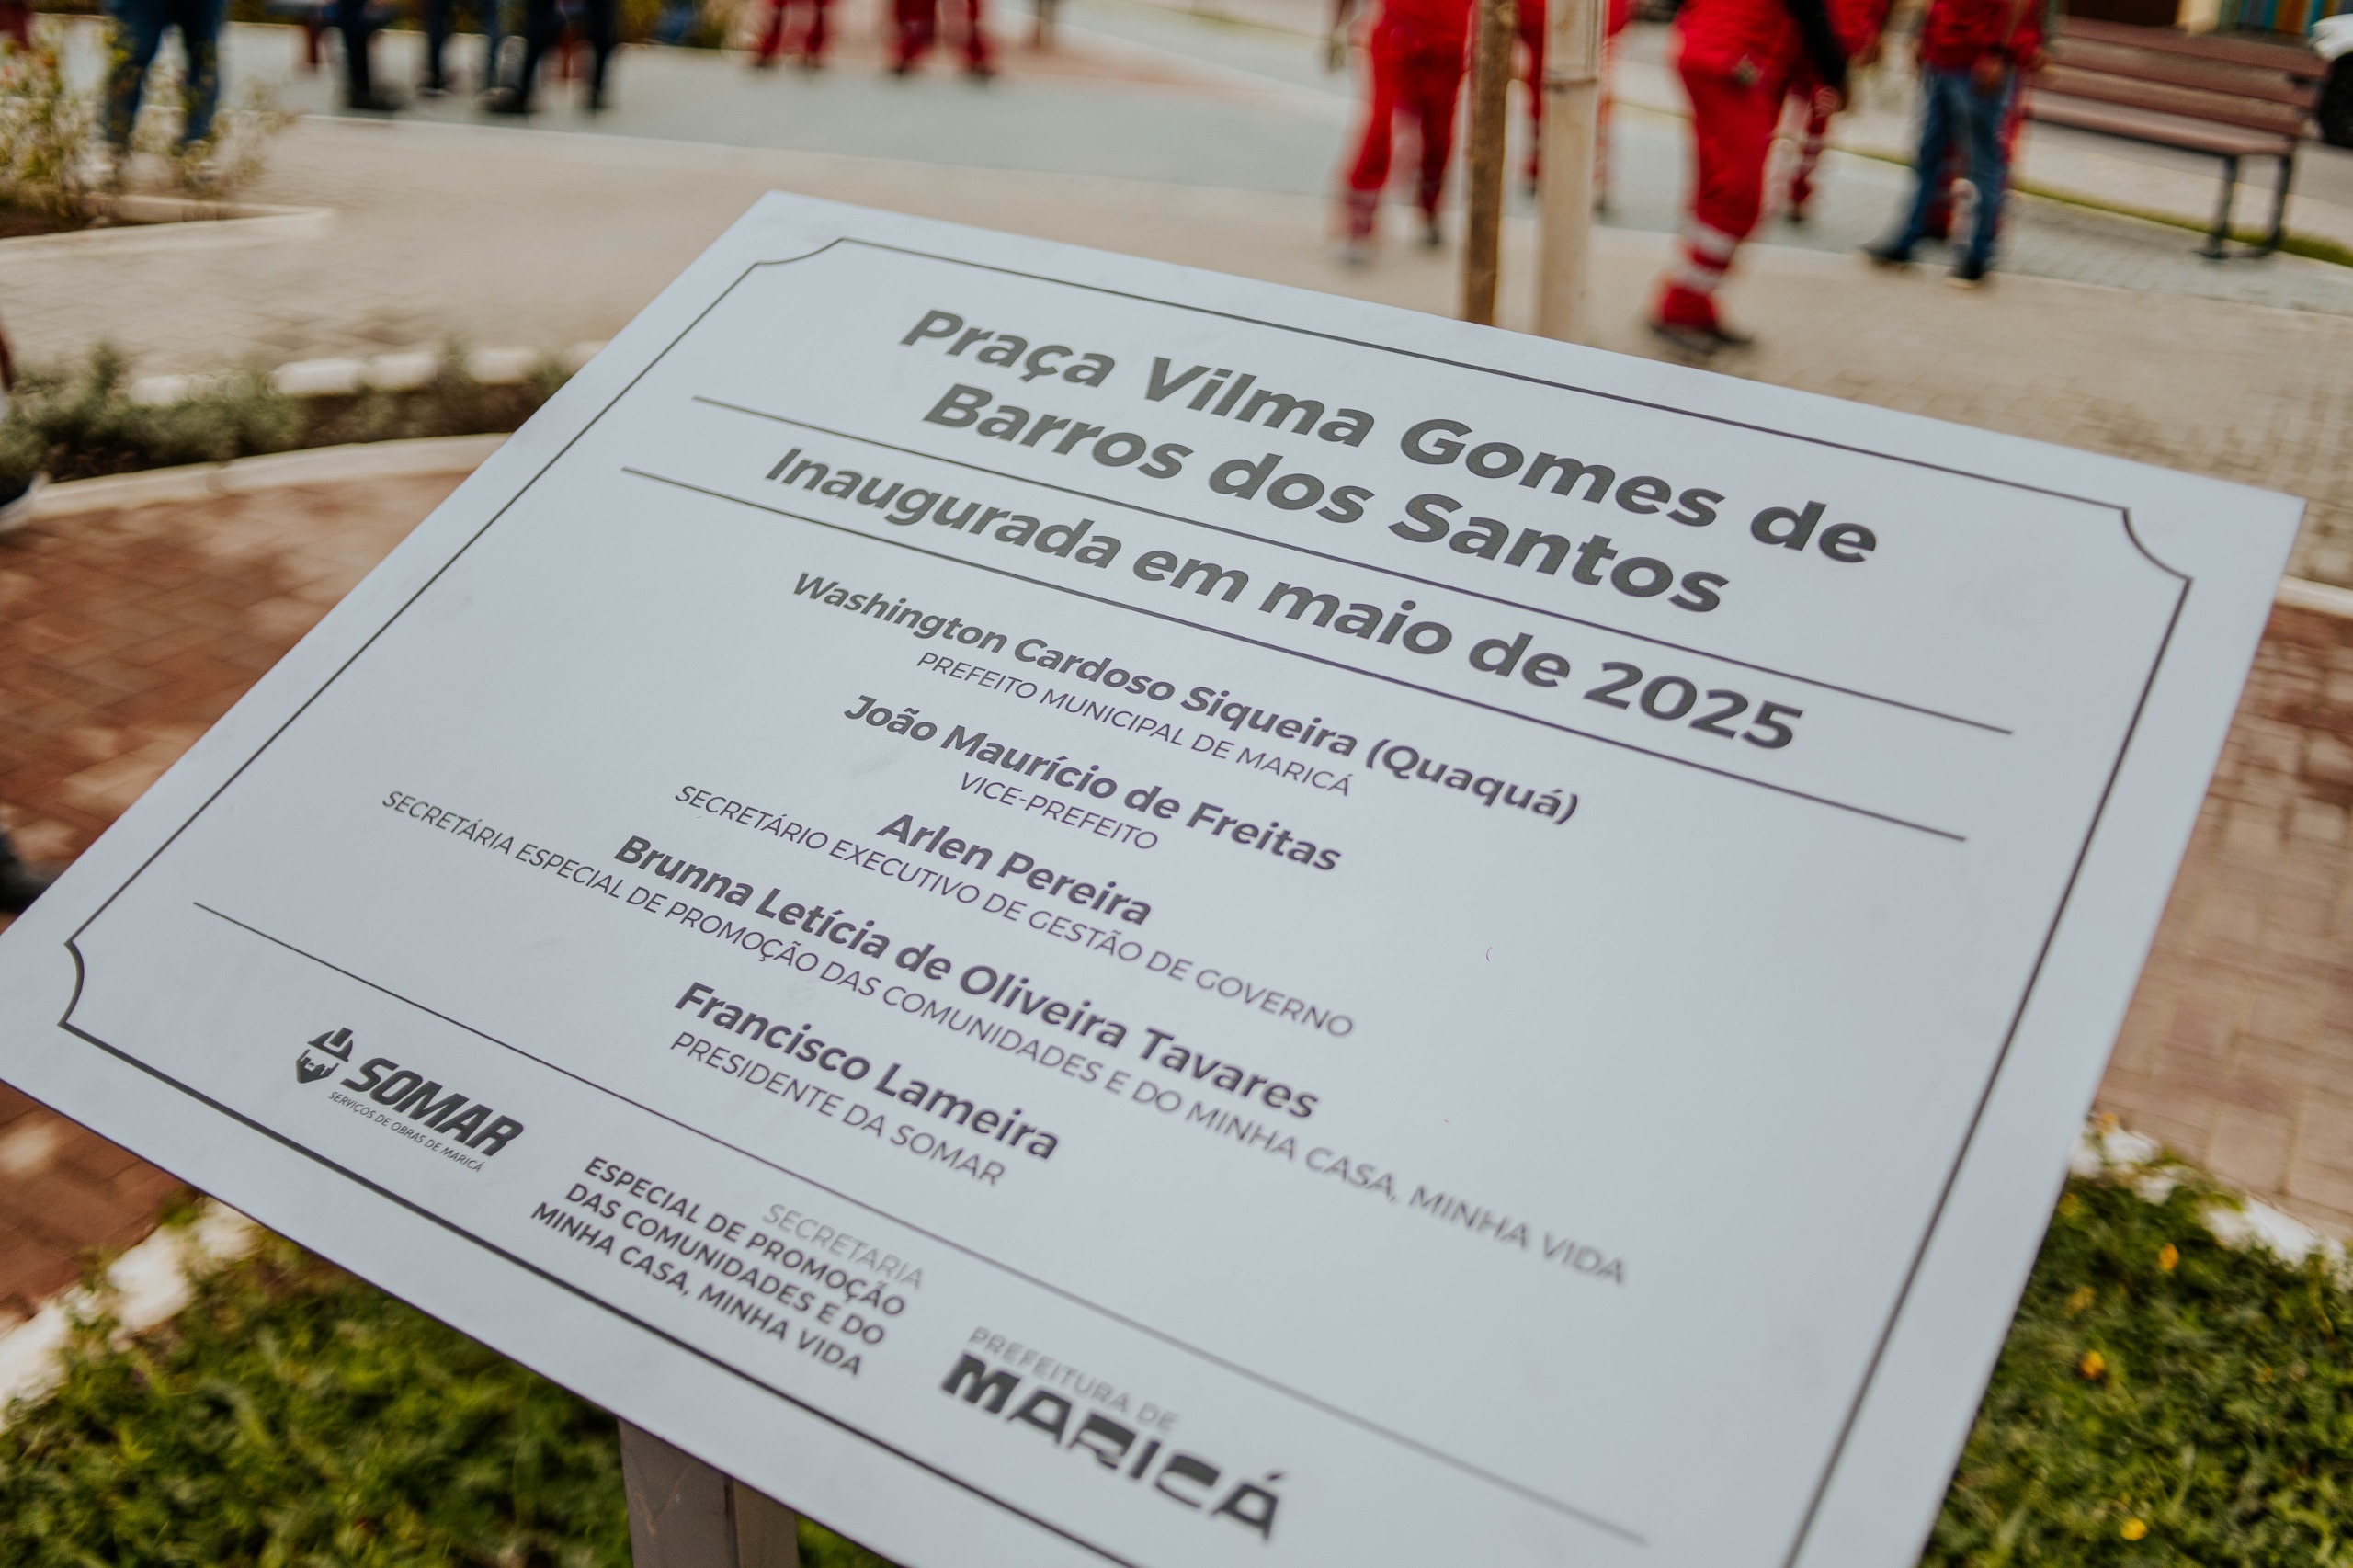 Praça Vilma Gomes de
Barros dos Santos
Inaugurada em maio de 2025
Washington Cardoso Siqueira (Quaquá)
PREFEITO MUNICIPAL DE MARICÁ
João Maurício de Freitas
VICE-PREFEITO
Arlen Pereira
SECRETÁRIO EXECUTIVO DE GESTÃO DE GOVERNO
Brunna Letícia de Oliveira Tavares
SECRETÁRIA ESPECIAL DE PROMOÇÃO DAS COMUNIDADES E DO MINHA CASA, MINHA VIDA
Francisco Lameira
PRESIDENTE DA SOMAR
SOMAR
SERVIÇOS DE OBRAS DE MARICÁ
SECRETARIA
ESPECIAL DE PROMOÇÃO
DAS COMUNIDADES E DO
MINHA CASA, MINHA VIDA
PREFEITURA DE
MARICÁ